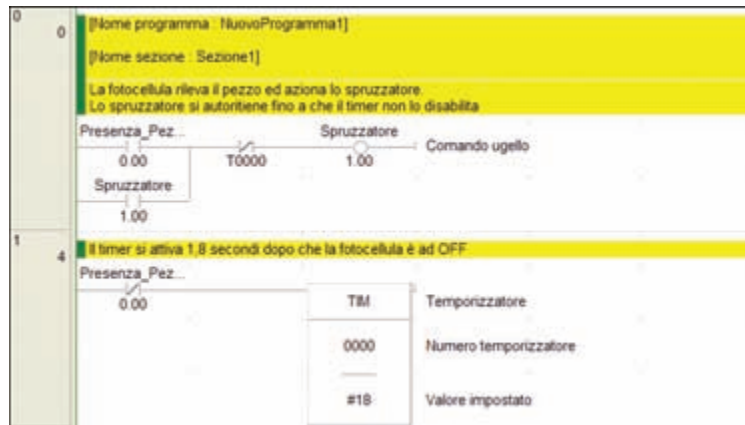 0
0
[Nome programma : NuovoProgramma1]
[Nome sezione : Sezione1]
La fotocellula rileva il pezzo ed aziona lo spruzzatore.
Lo spruzzatore si autoritiene fino a che il timer non lo disabilita
Presenza_Pez...
Spruzzatore
Comando ugello
0.00
T0000
1.00
Spruzzatore
1.00
1
4
Il timer si attiva 1,8 secondi dopo che la fotocellula è ad OFF
Presenza_Pez...
0.00
TIM
Temporizzatore
0000
Numero temporizzatore
#18
Valore impostato